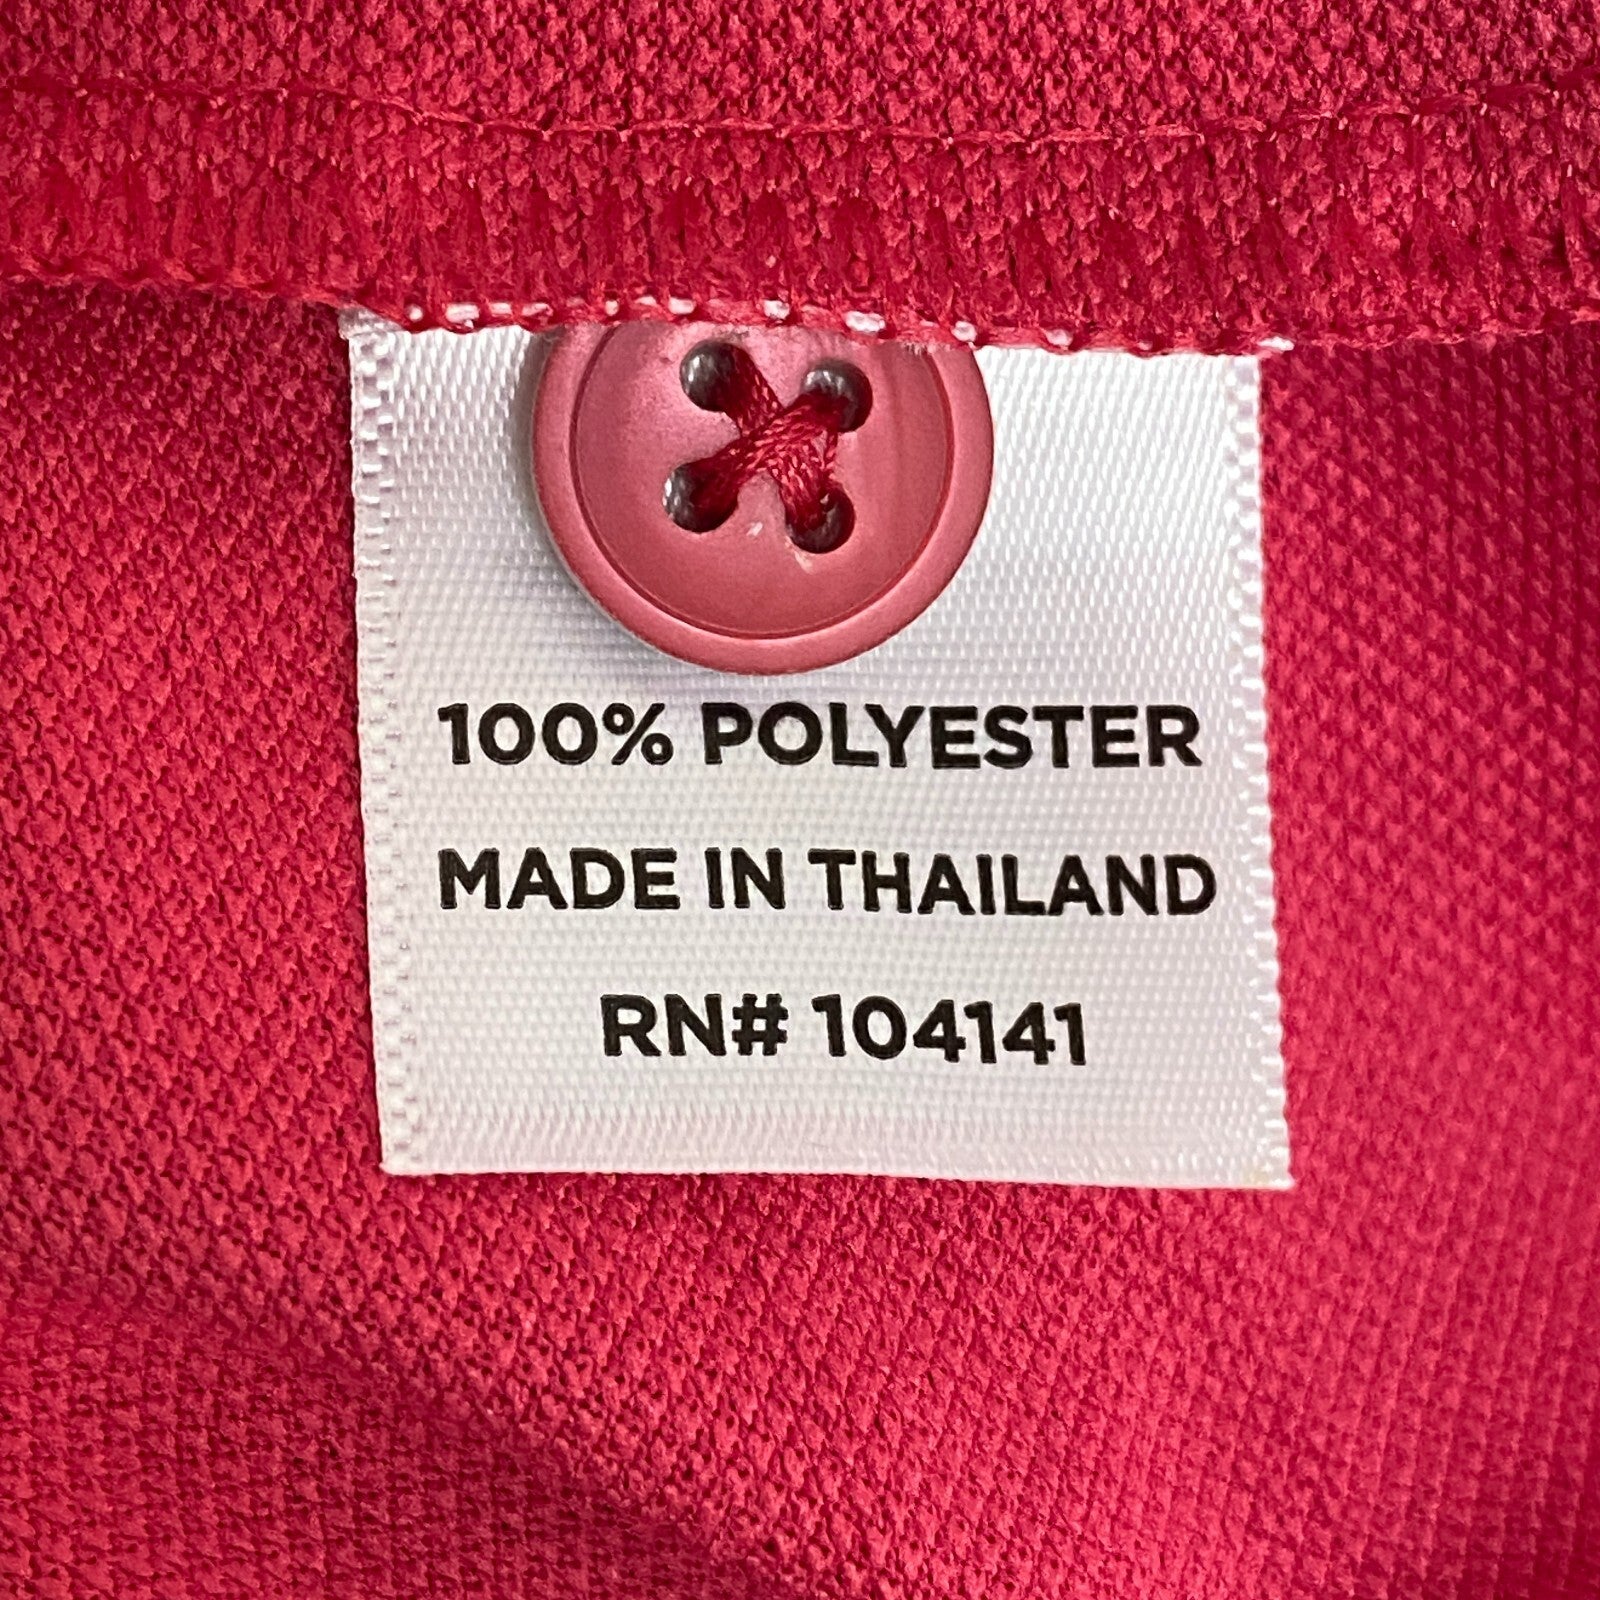 100% POLYESTER
MADE IN THAILAND
RN# 104141